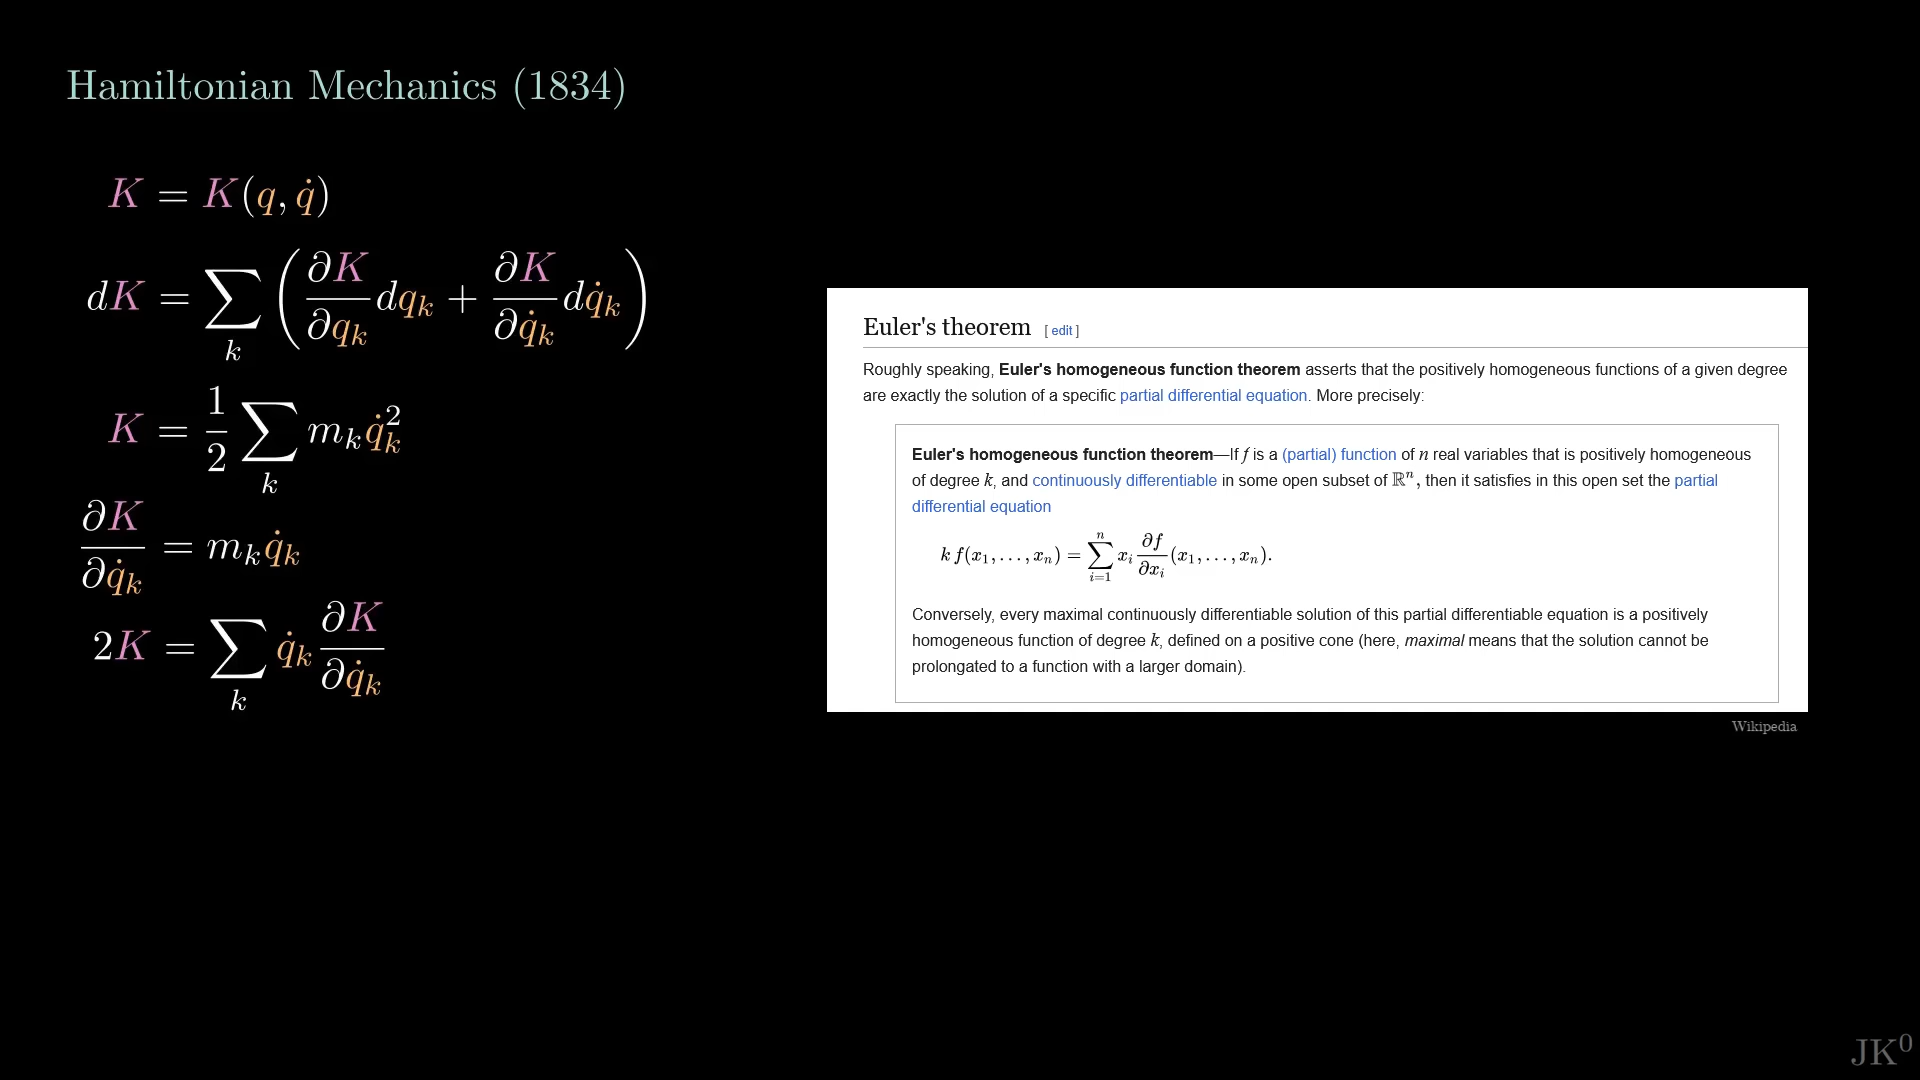 Hamiltonian Mechanics (1834)
K = K(q, q̇)
dK = ∑_k (∂K/∂q_k dq_k + ∂K/∂q̇_k dq̇_k)
K = 1/2 ∑_k m_k q̇_k^2
∂K/∂q̇_k = m_k q̇_k
2K = ∑_k q̇_k ∂K/∂q̇_k
Euler's theorem [ edit ]
Roughly speaking, Euler's homogeneous function theorem asserts that the positively homogeneous functions of a given degree
are exactly the solution of a specific partial differential equation. More precisely:
Euler's homogeneous function theorem—If f is a (partial) function of n real variables that is positively homogeneous
of degree k, and continuously differentiable in some open subset of ℝ^n, then it satisfies in this open set the partial
differential equation
k f(x_1, ..., x_n) = ∑_{i=1}^n x_i ∂f/∂x_i (x_1, ..., x_n).
Conversely, every maximal continuously differentiable solution of this partial differentiable equation is a positively
homogeneous function of degree k, defined on a positive cone (here, maximal means that the solution cannot be
prolongated to a function with a larger domain).
Wikipedia
JK^0